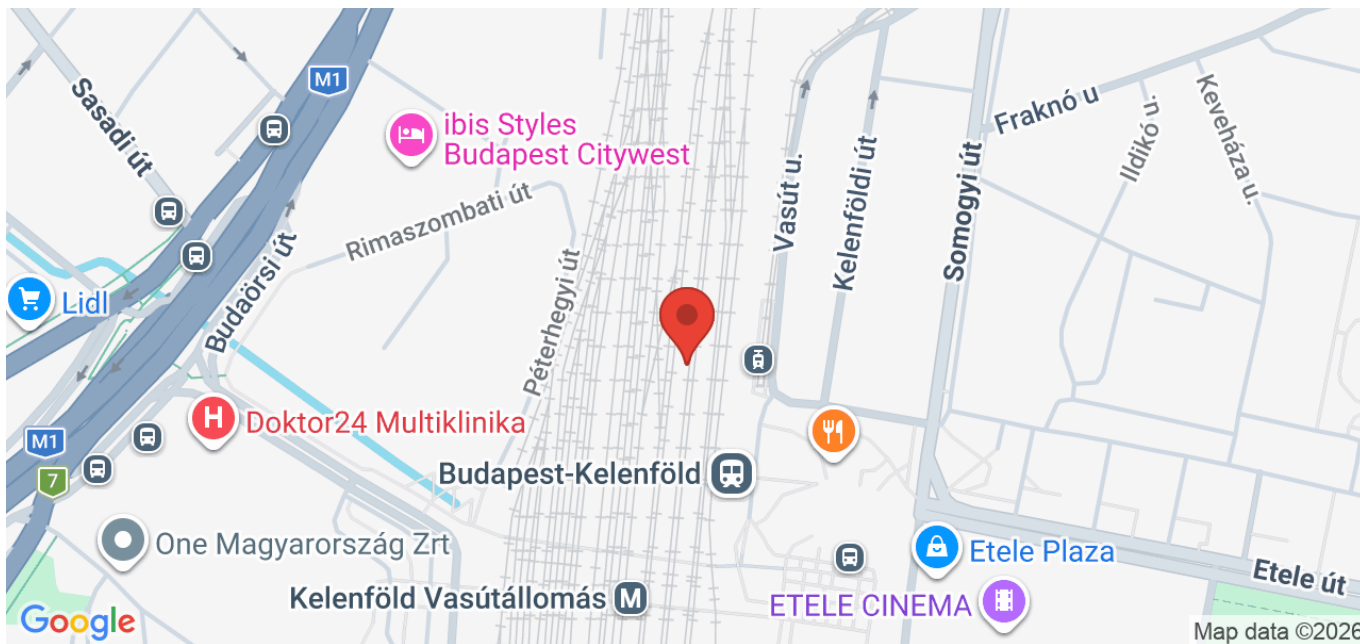 M1
Sasadi út
ibis Styles
Budapest Citywest
Fraknó u
Ildikó u.
Keveháza u.
Vasút u.
Kelenföldi út
Somogyi út
Rimaszombati út
Budaörsi út
Péterhegyi út
Lidl
H
Doktor24 Multiklinika
M1
7
Budapest-Kelenföld
One Magyarország Zrt
Etele Plaza
Etele út
Kelenföld Vasútállomás M
ETELE CINEMA
Google
Map data ©2026